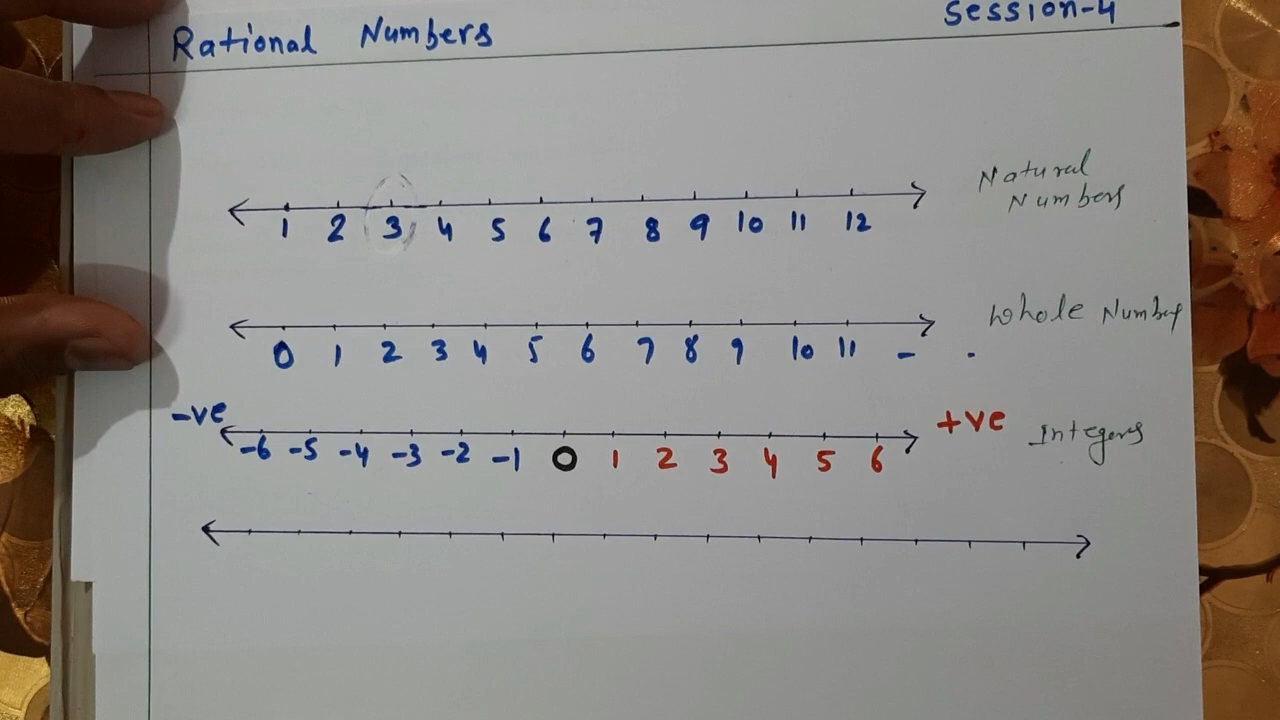 Rational Numbers
Session-4
Natural
Numbers
1 2 3 4 5 6 7 8 9 10 11 12
Whole Number
0 1 2 3 4 5 6 7 8 9 10 11 - .
-ve
+ve
Integers
-6 -5 -4 -3 -2 -1 0 1 2 3 4 5 6